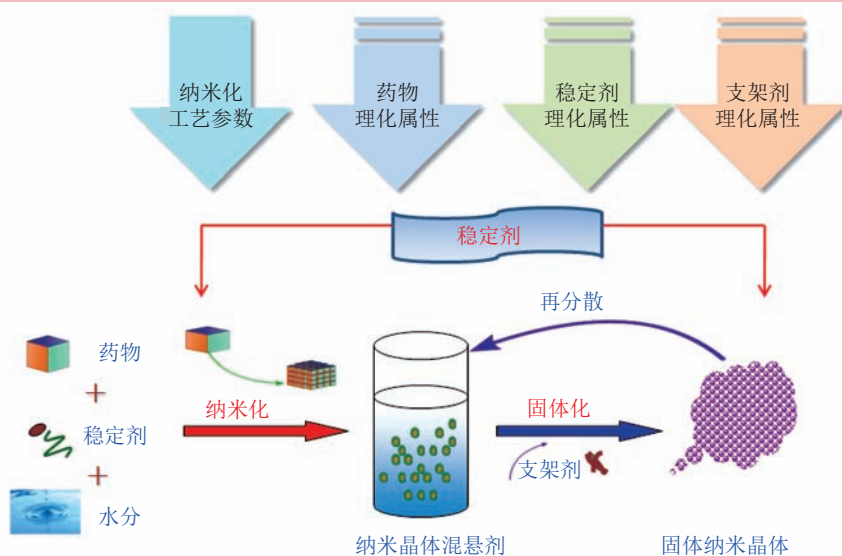 纳米化
工艺参数
药物
理化属性
稳定剂
理化属性
支架剂
理化属性
稳定剂
再分散
药物
纳米化
固体化
稳定剂
支架剂
水分
纳米晶体混悬剂
固体纳米晶体